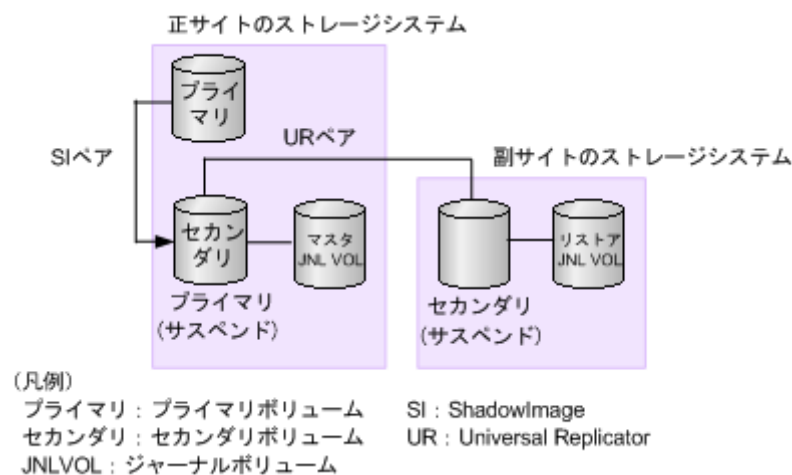 正サイトのストレージシステム
プライ
マリ
SIペア
URペア
副サイトのストレージシステム
セカン
ダリ
マスタ
JNL VOL
リストア
JNL VOL
プライマリ
(サスペンド)
セカンダリ
(サスペンド)
(凡例)
プライマリ：プライマリボリューム
SI：ShadowImage
セカンダリ：セカンダリボリューム
UR：Universal Replicator
JNLVOL：ジャーナルボリューム